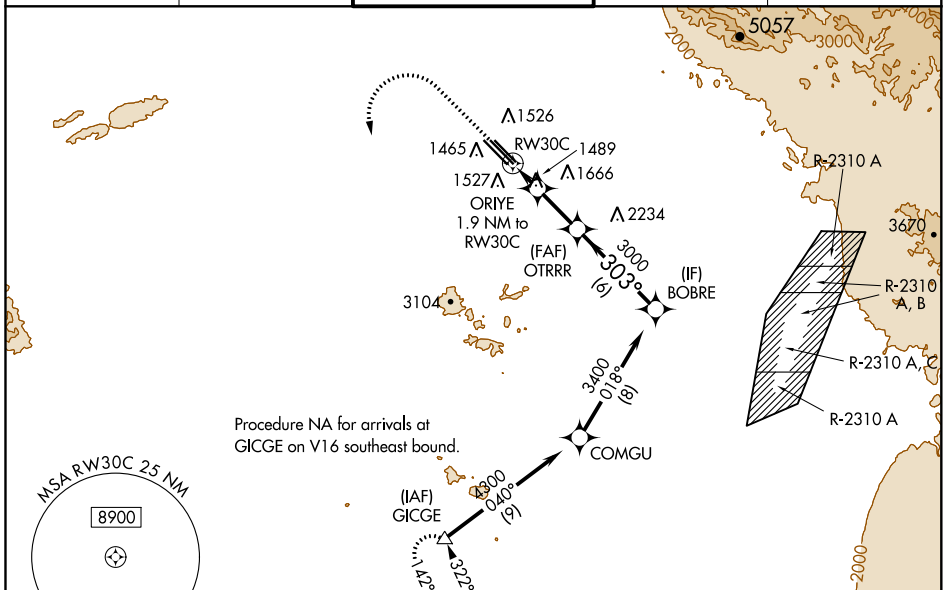 5057
2000
3000
1526
RW30C
1465
1489
1527
1666
R-2310 A
ORIYE
1.9 NM to
RW30C
2234
3670
(FAF)
OTRRR
3000
303°
(6)
(IF)
BOBRE
R-2310
A, B
3104
R-2310 A, C
3400
018°
(8)
R-2310 A
Procedure NA for arrivals at
GICGE on V16 southeast bound.
COMGU
MSA RW30C 25 NM
8900
(IAF)
GICGE
4300
040°
(9)
142°
322°
2000